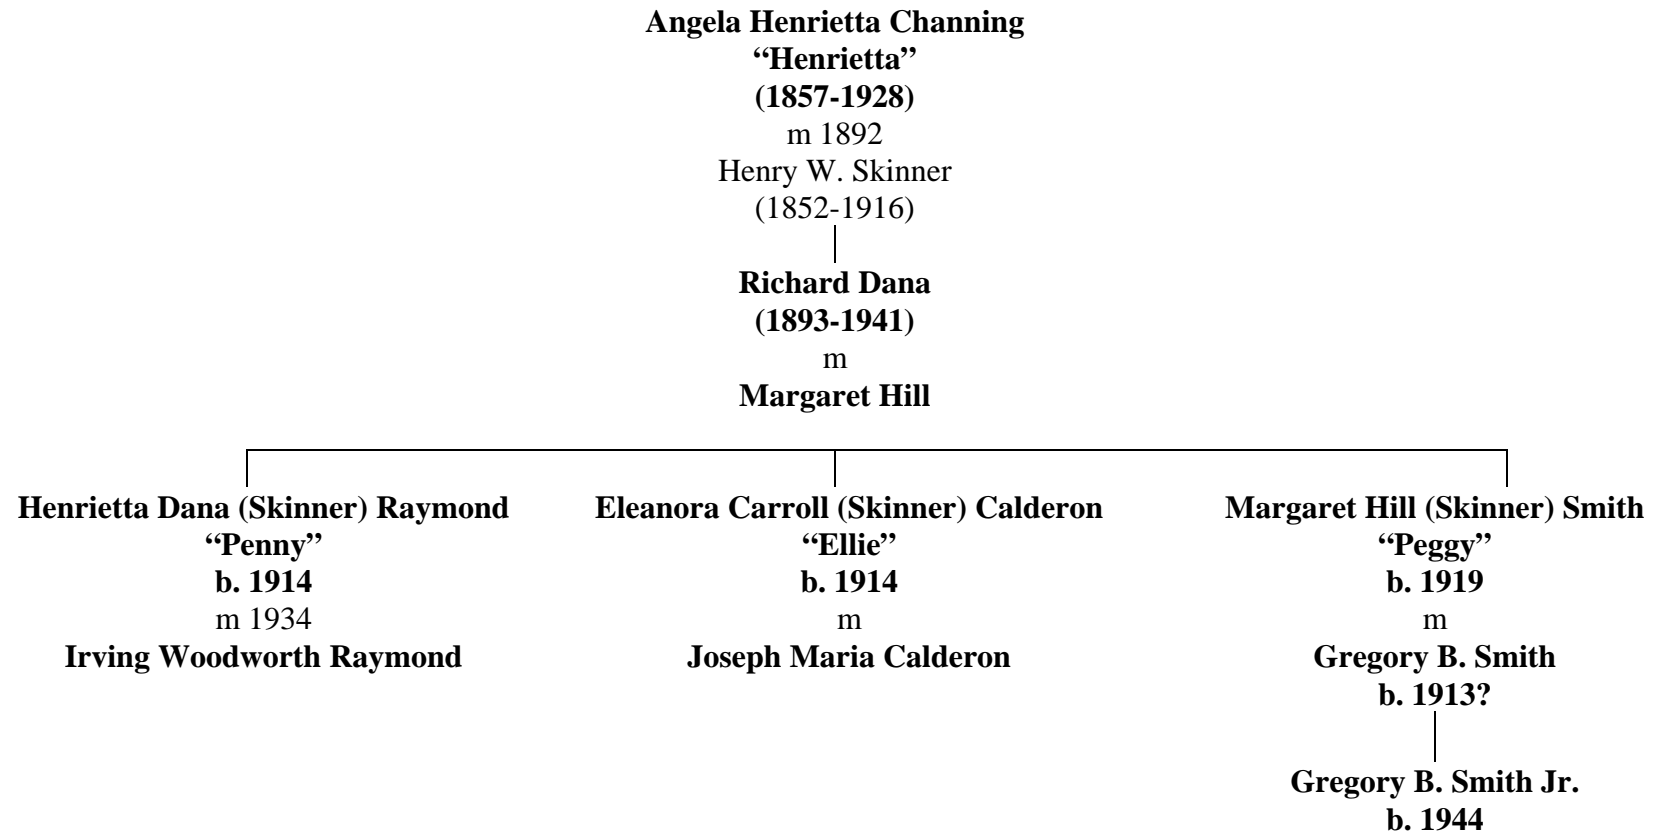 Angela Henrietta Channing
“Henrietta”
(1857-1928)
m 1892
Henry W. Skinner
(1852-1916)
Richard Dana
(1893-1941)
m
Margaret Hill
Henrietta Dana (Skinner) Raymond
“Penny”
b. 1914
m 1934
Irving Woodworth Raymond
Eleanora Carroll (Skinner) Calderon
“Ellie”
b. 1914
m
Joseph Maria Calderon
Margaret Hill (Skinner) Smith
“Peggy”
b. 1919
m
Gregory B. Smith
b. 1913?
Gregory B. Smith Jr.
b. 1944